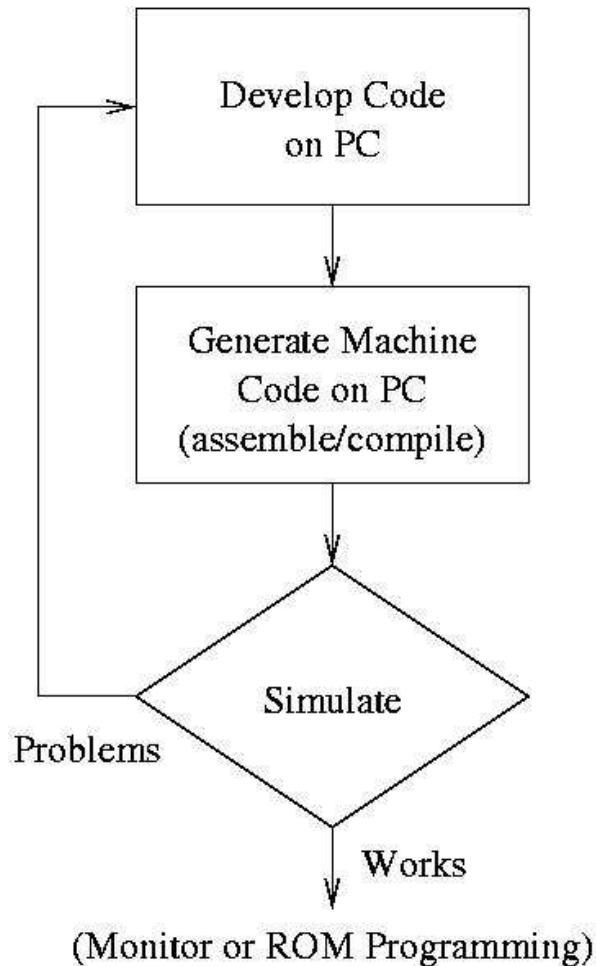 Develop Code
on PC
Generate Machine
Code on PC
(assemble/compile)
Simulate
Problems
Works
(Monitor or ROM Programming)